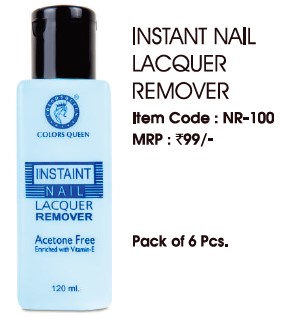 COLORS QUEEN
INSTAINT
NAIL
LACQUER
REMOVER
Acetone Free
Enriched with Vitamin-E
120 ml.
INSTANT NAIL
LACQUER
REMOVER
Item Code : NR-100
MRP : ₹99/-
Pack of 6 Pcs.